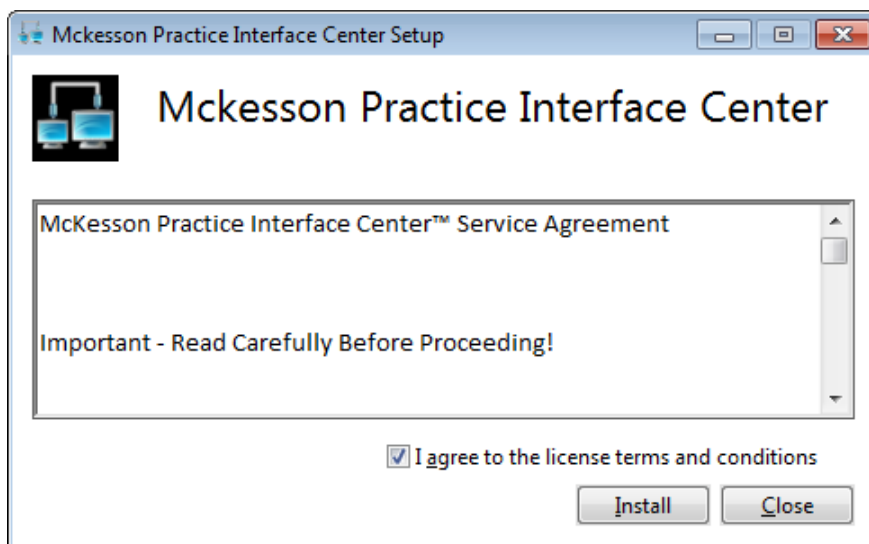 Mckesson Practice Interface Center Setup
Mckesson Practice Interface Center
McKesson Practice Interface Center™ Service Agreement
Important - Read Carefully Before Proceeding!
I agree to the license terms and conditions
Install
Close